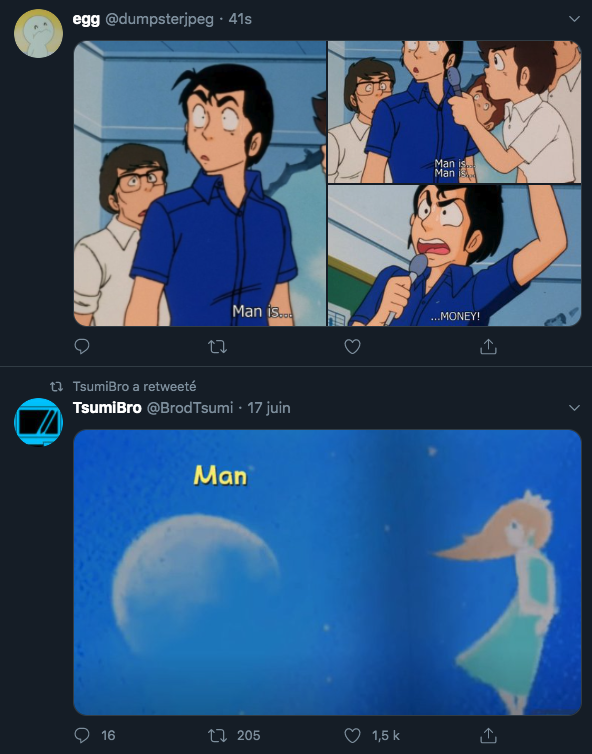 egg @dumpsterjpeg · 41s
Man is...
Man is...
Man is...
...MONEY!
TsumiBro a retweeté
TsumiBro @BrodTsumi · 17 juin
Man
16
205
1,5 k